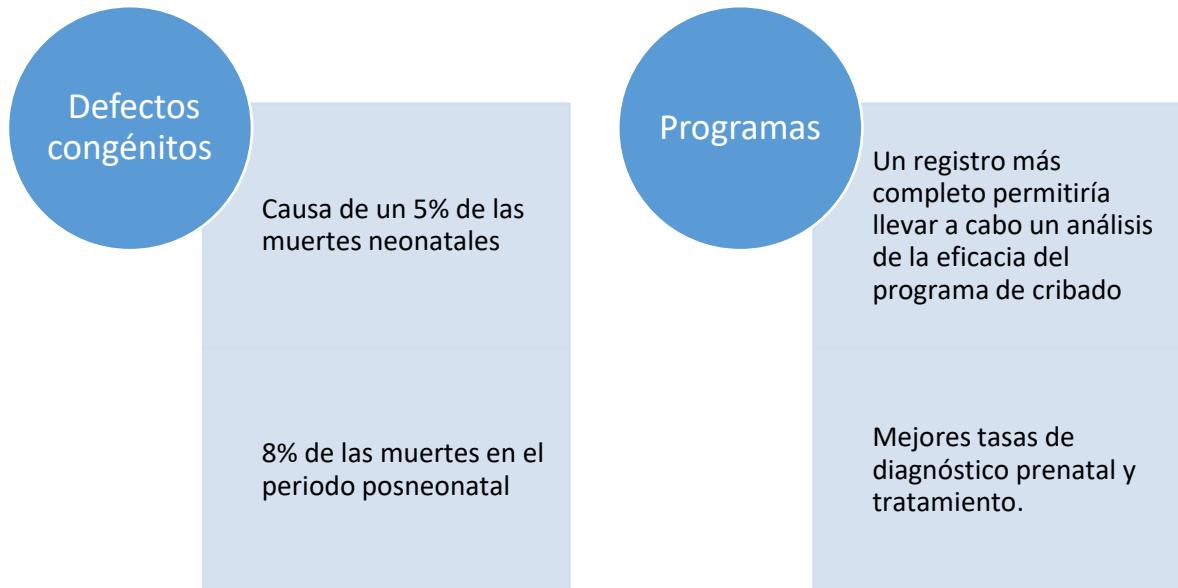 Defectos
congénitos
Causa de un 5% de las
muertes neonatales
8% de las muertes en el
periodo posneonatal
Programas
Un registro más
completo permitiría
llevar a cabo un análisis
de la eficacia del
programa de cribado
Mejores tasas de
diagnóstico prenatal y
tratamiento.